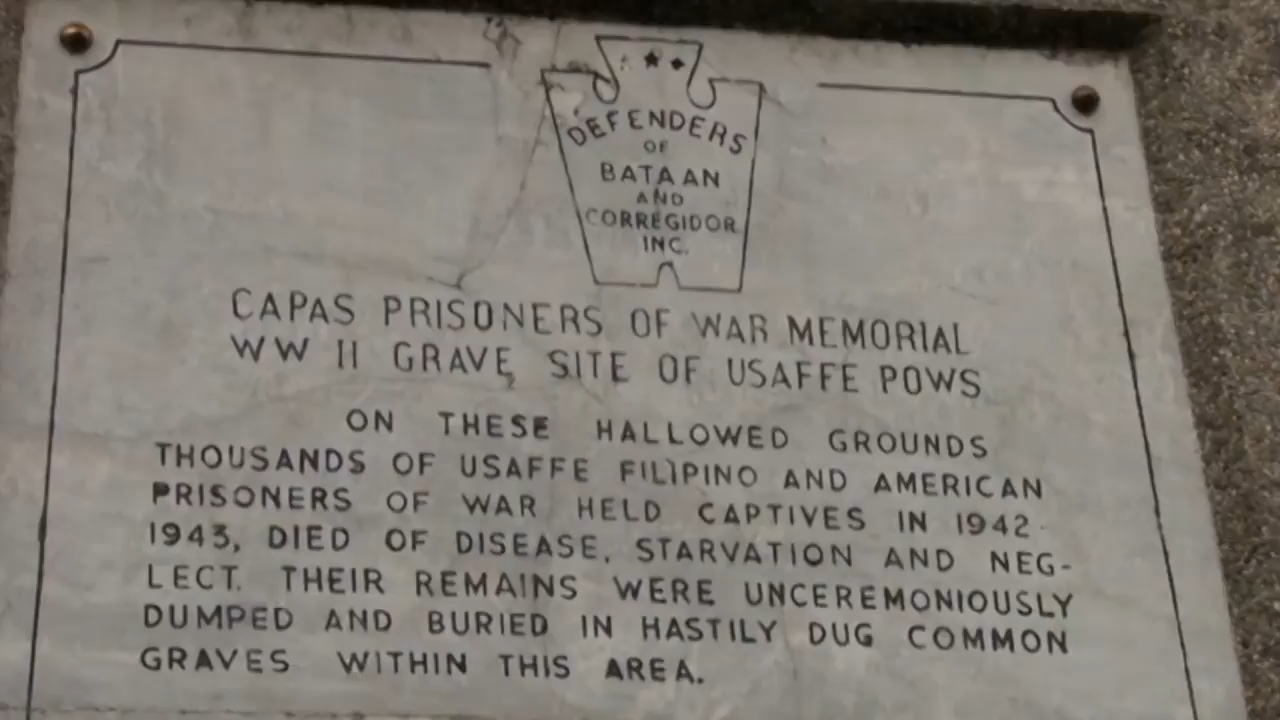 DEFENDERS
OF
BATAAN
AND
CORREGIDOR
INC.
CAPAS PRISONERS OF WAR MEMORIAL
WW II GRAVE SITE OF USAFFE POWS
ON THESE HALLOWED GROUNDS
THOUSANDS OF USAFFE FILIPINO AND AMERICAN
PRISONERS OF WAR HELD CAPTIVES IN 1942-
1943, DIED OF DISEASE, STARVATION AND NEG-
LECT. THEIR REMAINS WERE UNCEREMONIOUSLY
DUMPED AND BURIED IN HASTILY DUG COMMON
GRAVES WITHIN THIS AREA.